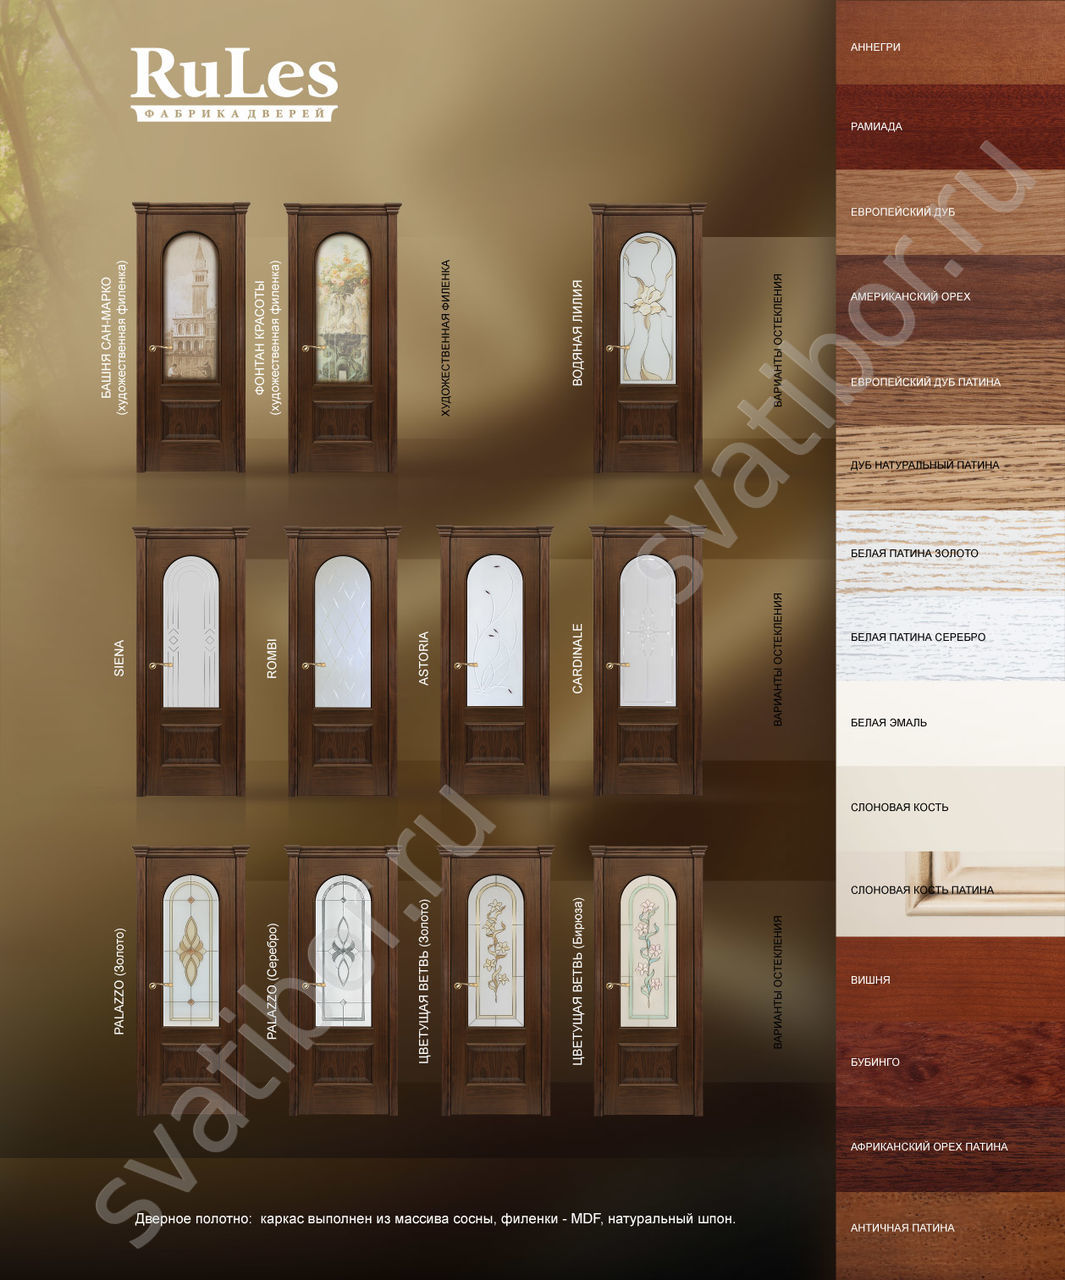 RuLes
ФАБРИКА ДВЕРЕЙ
БАШНЯ САН-МАРКО
(художественная филенка)
ФОНТАН КРАСОТЫ
(художественная филенка)
ХУДОЖЕСТВЕННАЯ ФИЛЕНКА
ВОДЯНАЯ ЛИЛИЯ
ВАРИАНТЫ ОСТЕКЛЕНИЯ
SIENA
ROMBI
ASTORIA
CARDINALE
ВАРИАНТЫ ОСТЕКЛЕНИЯ
PALAZZO (Золото)
PALAZZO (Серебро)
ЦВЕТУЩАЯ ВЕТВЬ (Золото)
ЦВЕТУЩАЯ ВЕТВЬ (Бирюза)
ВАРИАНТЫ ОСТЕКЛЕНИЯ
Дверное полотно: каркас выполнен из массива сосны, филенки - MDF, натуральный шпон.
АННЕГРИ
РАМИАДА
ЕВРОПЕЙСКИЙ ДУБ
АМЕРИКАНСКИЙ ОРЕХ
ЕВРОПЕЙСКИЙ ДУБ ПАТИНА
ДУБ НАТУРАЛЬНЫЙ ПАТИНА
БЕЛАЯ ПАТИНА ЗОЛОТО
БЕЛАЯ ПАТИНА СЕРЕБРО
БЕЛАЯ ЭМАЛЬ
СЛОНОВАЯ КОСТЬ
СЛОНОВАЯ КОСТЬ ПАТИНА
ВИШНЯ
БУБИНГО
АФРИКАНСКИЙ ОРЕХ ПАТИНА
АНТИЧНАЯ ПАТИНА
svatibor.ru
svatibor.ru